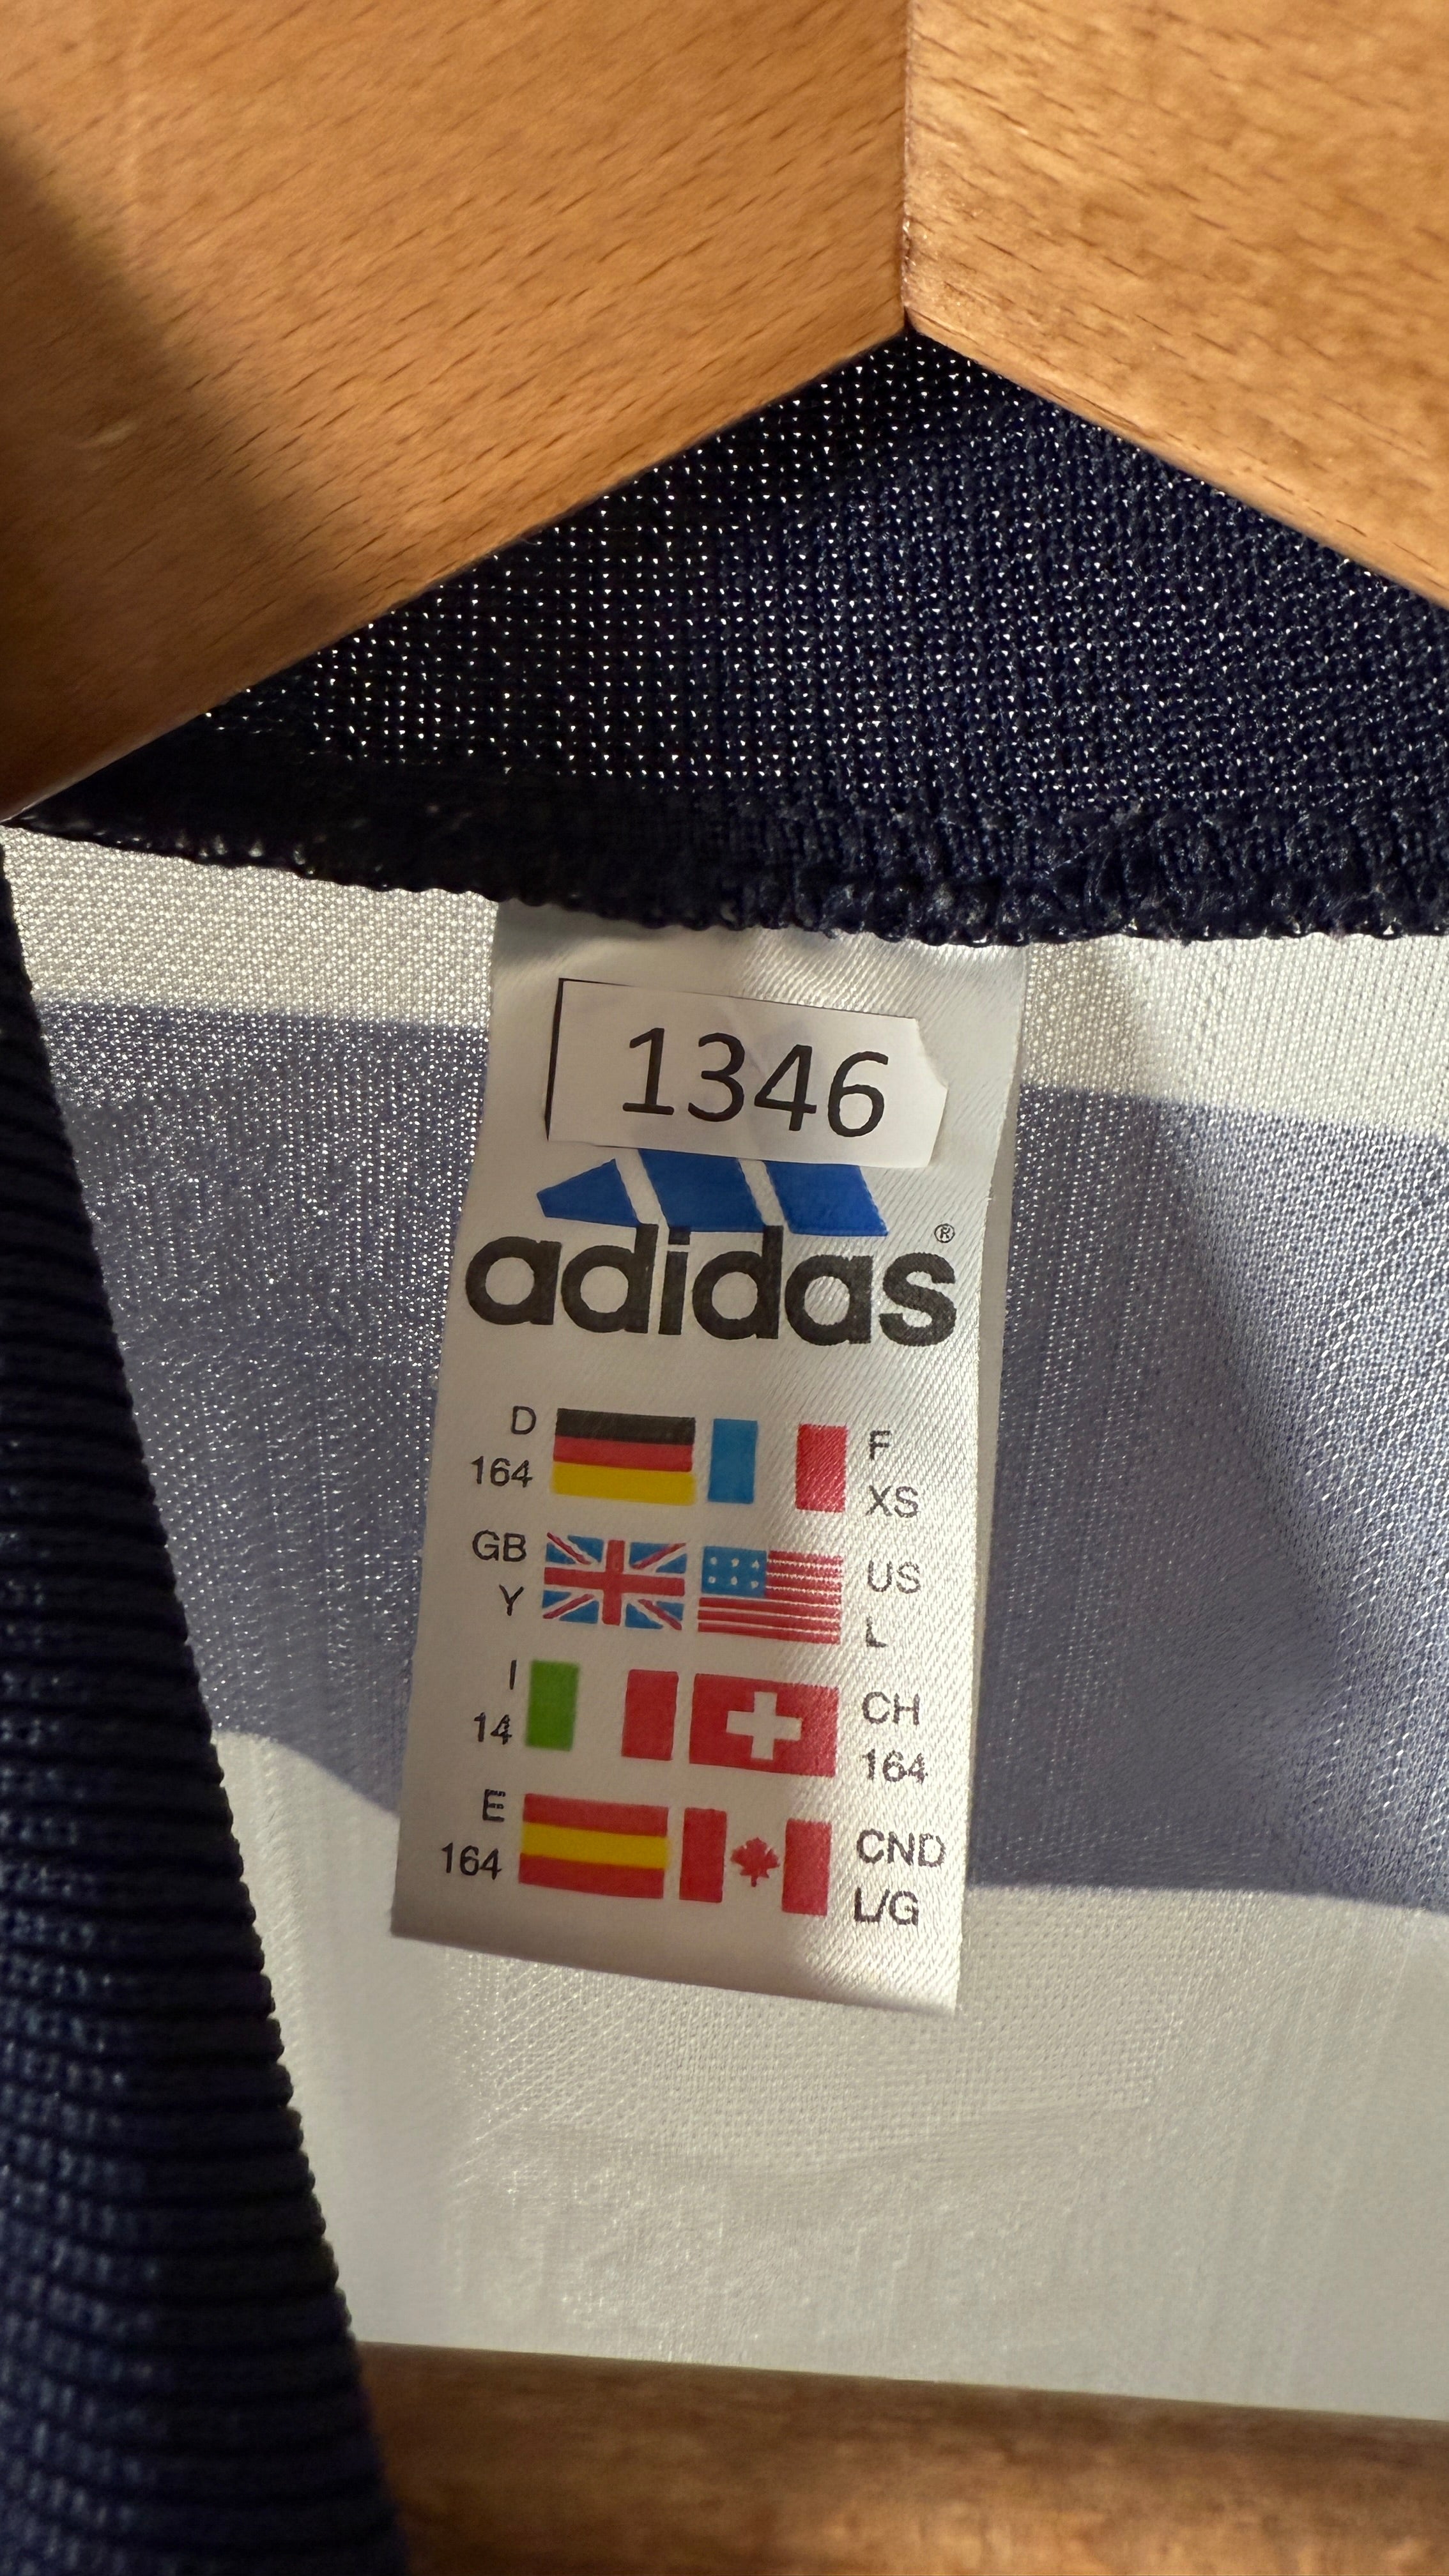 1346
adidas®
D F
164 XS
GB US
Y L
I CH
14 164
E CND
164 L/G